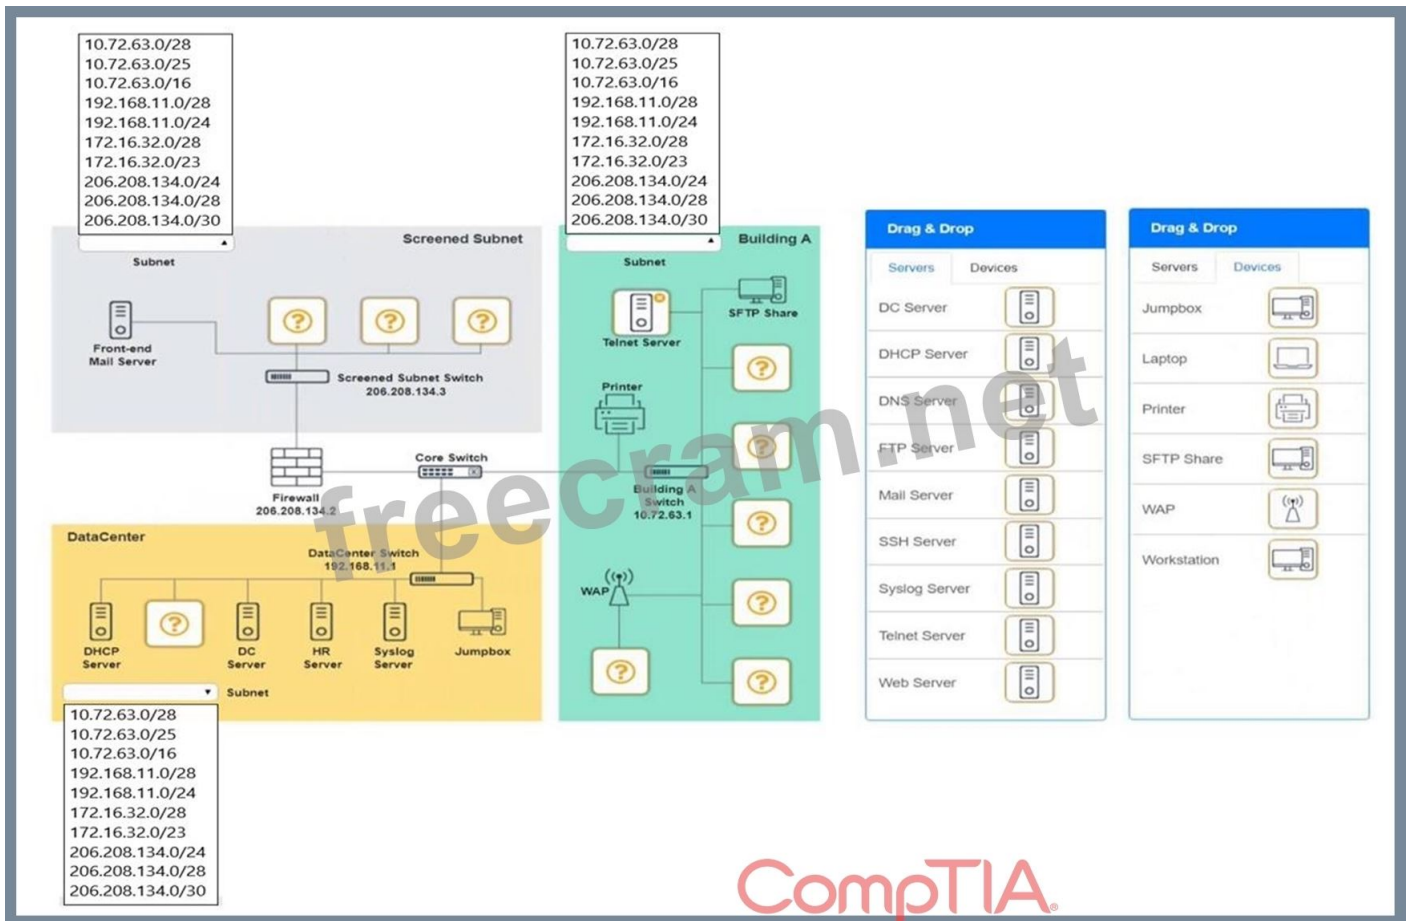 10.72.63.0/28
10.72.63.0/25
10.72.63.0/16
192.168.11.0/28
192.168.11.0/24
172.16.32.0/28
172.16.32.0/23
206.208.134.0/24
206.208.134.0/28
206.208.134.0/30
Subnet
Screened Subnet
Front-end
Mail Server
?
?
?
Screened Subnet Switch
206.208.134.3
Firewall
206.208.134.2
Core Switch
10.72.63.0/28
10.72.63.0/25
10.72.63.0/16
192.168.11.0/28
192.168.11.0/24
172.16.32.0/28
172.16.32.0/23
206.208.134.0/24
206.208.134.0/28
206.208.134.0/30
Building A
Subnet
Telnet Server
SFTP Share
?
Printer
?
Building A
Switch
10.72.63.1
?
WAP
?
?
?
DataCenter
DataCenter Switch
192.168.11.1
?
DHCP
Server
DC
Server
HR
Server
Syslog
Server
Jumpbox
Subnet
10.72.63.0/28
10.72.63.0/25
10.72.63.0/16
192.168.11.0/28
192.168.11.0/24
172.16.32.0/28
172.16.32.0/23
206.208.134.0/24
206.208.134.0/28
206.208.134.0/30
Drag & Drop
Servers Devices
DC Server
DHCP Server
DNS Server
FTP Server
Mail Server
SSH Server
Syslog Server
Telnet Server
Web Server
Drag & Drop
Servers Devices
Jumpbox
Laptop
Printer
SFTP Share
WAP
Workstation
freecram.net
CompTIA®